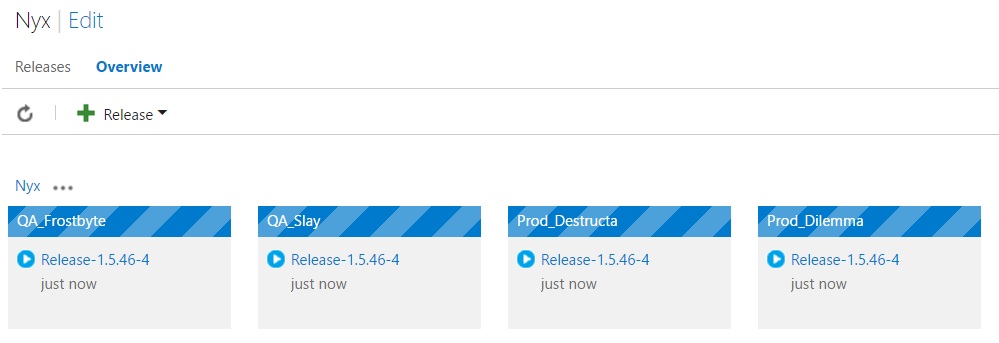 Nyx | Edit
Releases Overview
Release
Nyx ...
QA_Frostbyte QA_Slay Prod_Destructa Prod_Dilemma
Release-1.5.46-4 Release-1.5.46-4 Release-1.5.46-4 Release-1.5.46-4
just now just now just now just now